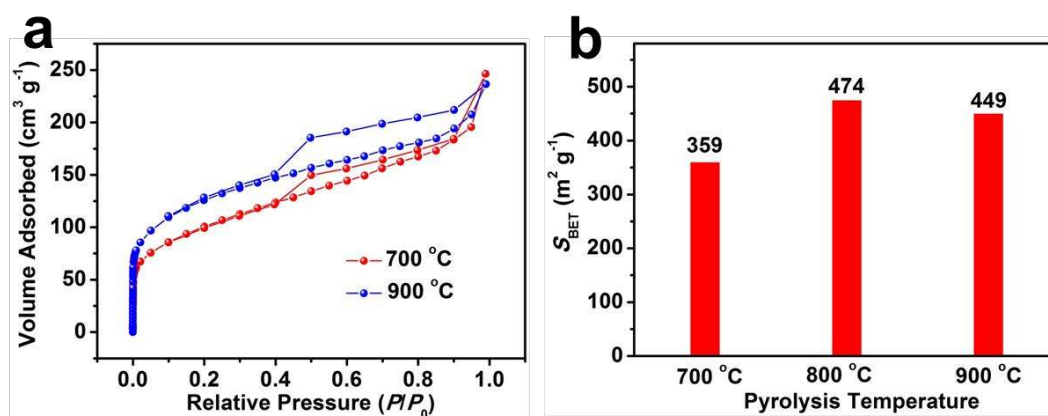 a
Volume Adsorbed (cm³ g⁻¹)
250
200
150
100
50
0
700 °C
900 °C
0.0 0.2 0.4 0.6 0.8 1.0
Relative Pressure (P/P₀)
b
S_BET (m² g⁻¹)
500
400
300
200
100
0
359
474
449
700 °C 800 °C 900 °C
Pyrolysis Temperature